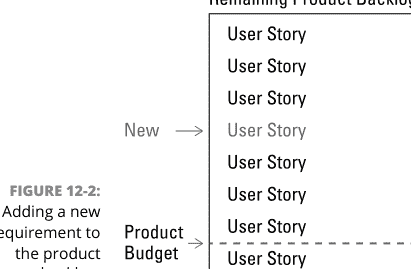 Remaining Product Backlog
User Story
User Story
User Story
New
User Story
User Story
User Story
Product
Budget
User Story
User Story
FIGURE 12-2:
Adding a new
equirement to
the product